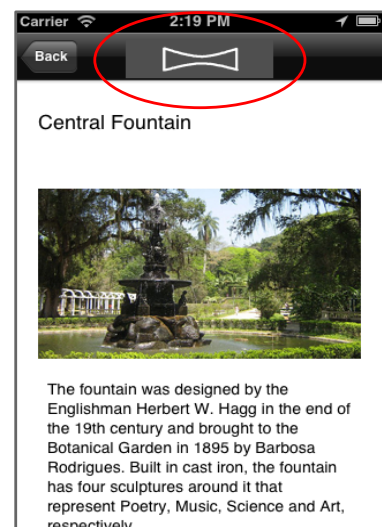 Carrier 2:19 PM
Back
Central Fountain
The fountain was designed by the
Englishman Herbert W. Hagg in the end of
the 19th century and brought to the
Botanical Garden in 1895 by Barbosa
Rodrigues. Built in cast iron, the fountain
has four sculptures around it that
represent Poetry, Music, Science and Art,
respectively